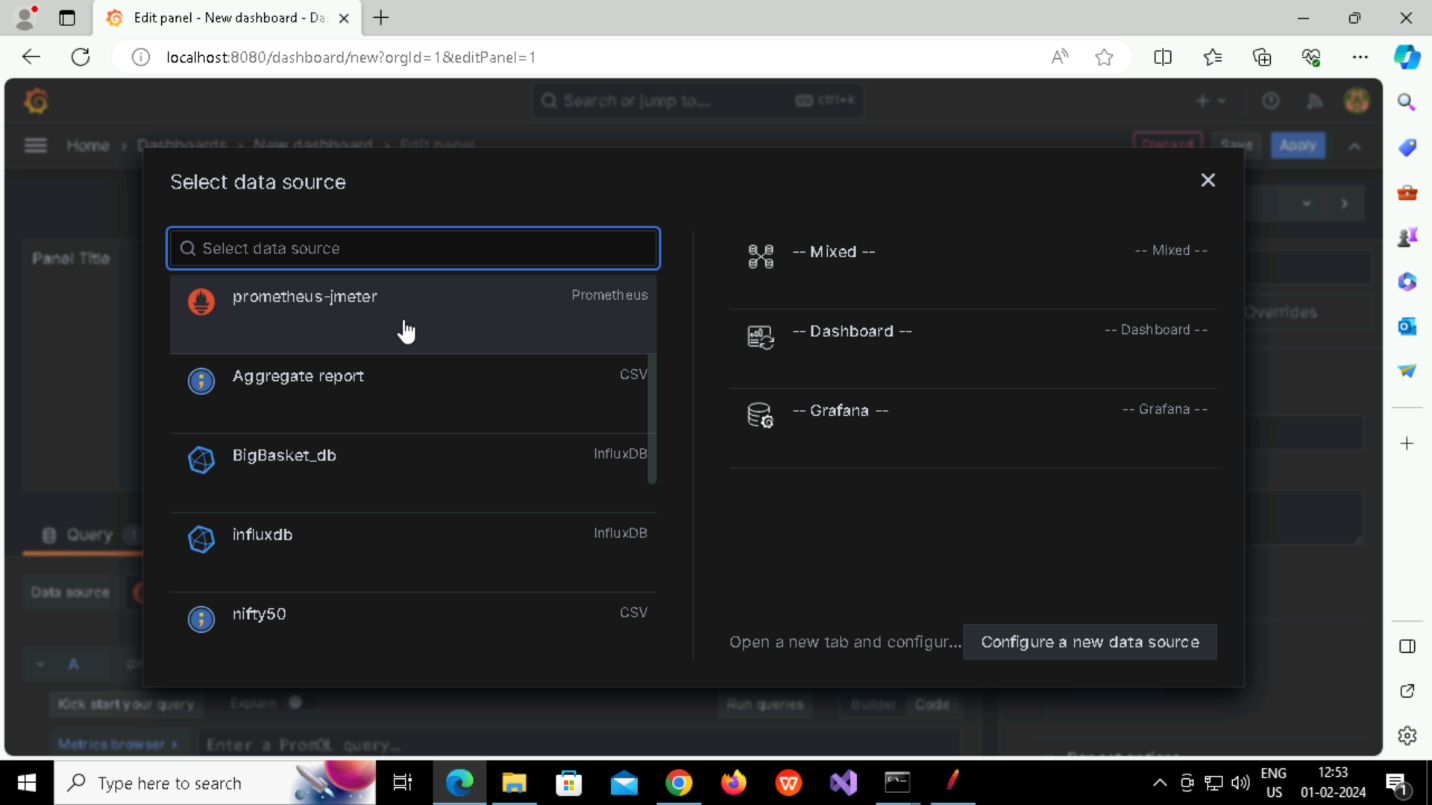 Edit panel - New dashboard - Da
localhost:8080/dashboard/new?orgId=1&editPanel=1
Search or jump to... ctrl+k
Home › Dashboards › New dashboard › Edit panel
Discard Save Apply
Select data source
Select data source
prometheus-jmeter Prometheus
Aggregate report CSV
BigBasket_db InfluxDB
influxdb InfluxDB
nifty50 CSV
-- Mixed -- -- Mixed --
-- Dashboard -- -- Dashboard --
-- Grafana -- -- Grafana --
Open a new tab and configur... Configure a new data source
Panel Title
Overrides
Query 1
Data source
A
Kick start your query Explain Run queries Builder Code
Metrics browser > Enter a PromQL query...
Type here to search
ENG
US
12:53
01-02-2024
1